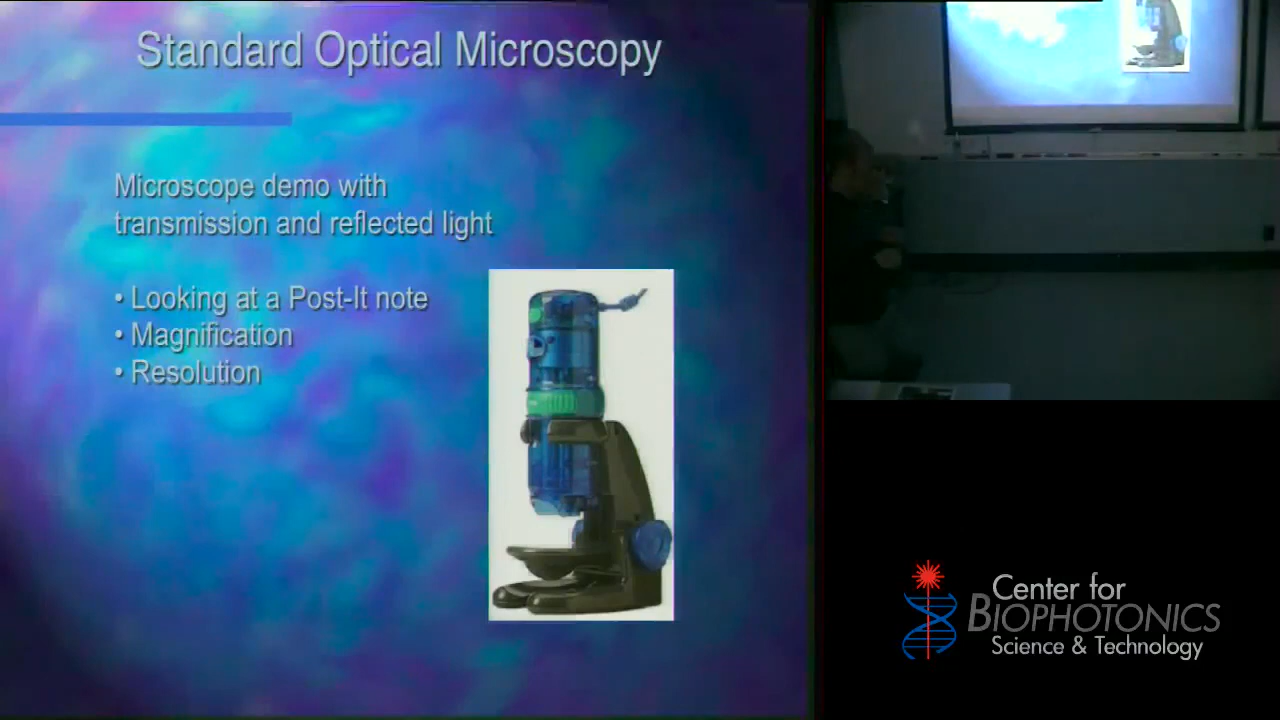 Standard Optical Microscopy
Microscope demo with
transmission and reflected light
• Looking at a Post-It note
• Magnification
• Resolution
Center for
BIOPHOTONICS
Science & Technology